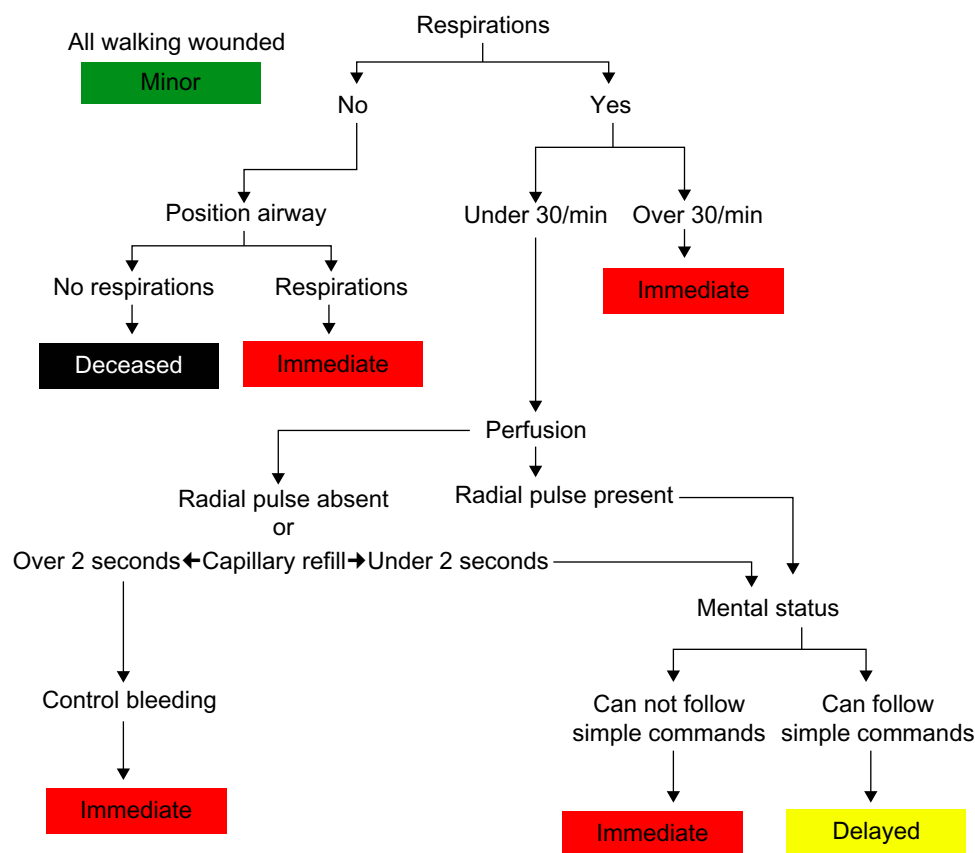 Respirations
All walking wounded
Minor
No
Yes
Position airway
Under 30/min
Over 30/min
No respirations
Respirations
Immediate
Deceased
Immediate
Perfusion
Radial pulse absent
or
Radial pulse present
Over 2 seconds
Capillary refill
Under 2 seconds
Mental status
Control bleeding
Can not follow
simple commands
Can follow
simple commands
Immediate
Immediate
Delayed